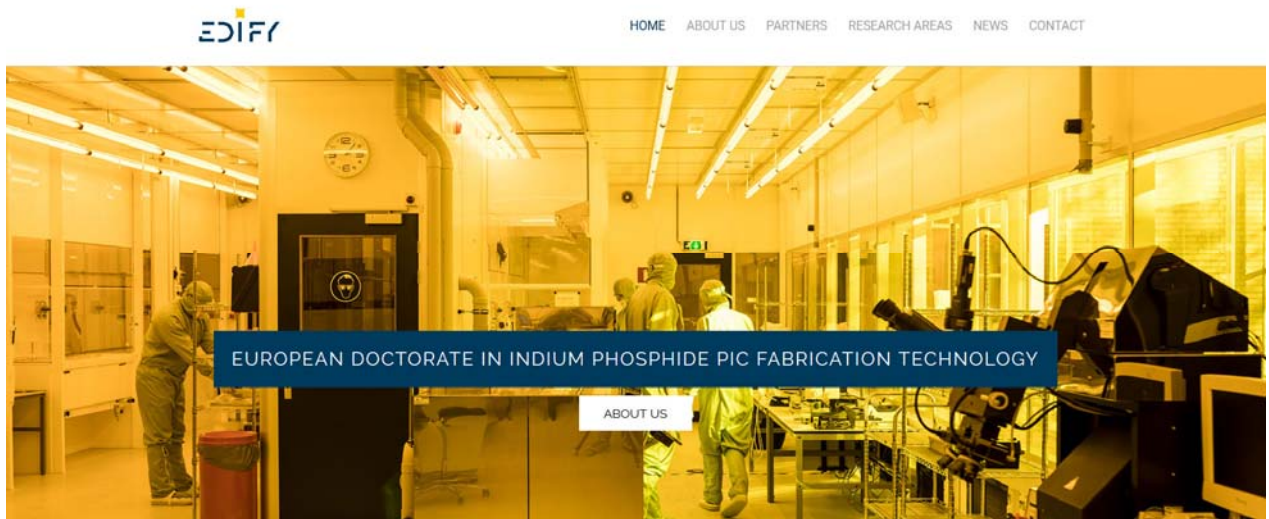 EDIFY
HOME ABOUT US PARTNERS RESEARCH AREAS NEWS CONTACT
EUROPEAN DOCTORATE IN INDIUM PHOSPHIDE PIC FABRICATION TECHNOLOGY
ABOUT US